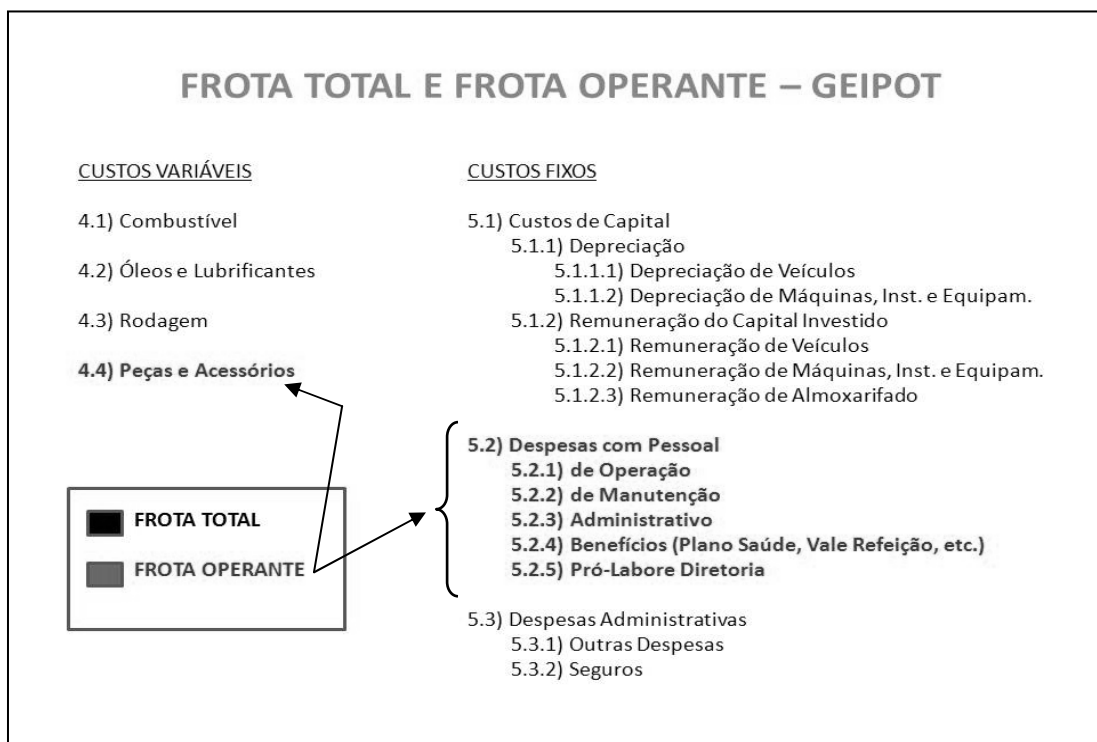 FROTA TOTAL E FROTA OPERANTE – GEIPOT
CUSTOS VARIÁVEIS
4.1) Combustível
4.2) Óleos e Lubrificantes
4.3) Rodagem
4.4) Peças e Acessórios
FROTA TOTAL
FROTA OPERANTE
CUSTOS FIXOS
5.1) Custos de Capital
5.1.1) Depreciação
5.1.1.1) Depreciação de Veículos
5.1.1.2) Depreciação de Máquinas, Inst. e Equipam.
5.1.2) Remuneração do Capital Investido
5.1.2.1) Remuneração de Veículos
5.1.2.2) Remuneração de Máquinas, Inst. e Equipam.
5.1.2.3) Remuneração de Almoxarifado
5.2) Despesas com Pessoal
5.2.1) de Operação
5.2.2) de Manutenção
5.2.3) Administrativo
5.2.4) Benefícios (Plano Saúde, Vale Refeição, etc.)
5.2.5) Pró-Labore Diretoria
5.3) Despesas Administrativas
5.3.1) Outras Despesas
5.3.2) Seguros